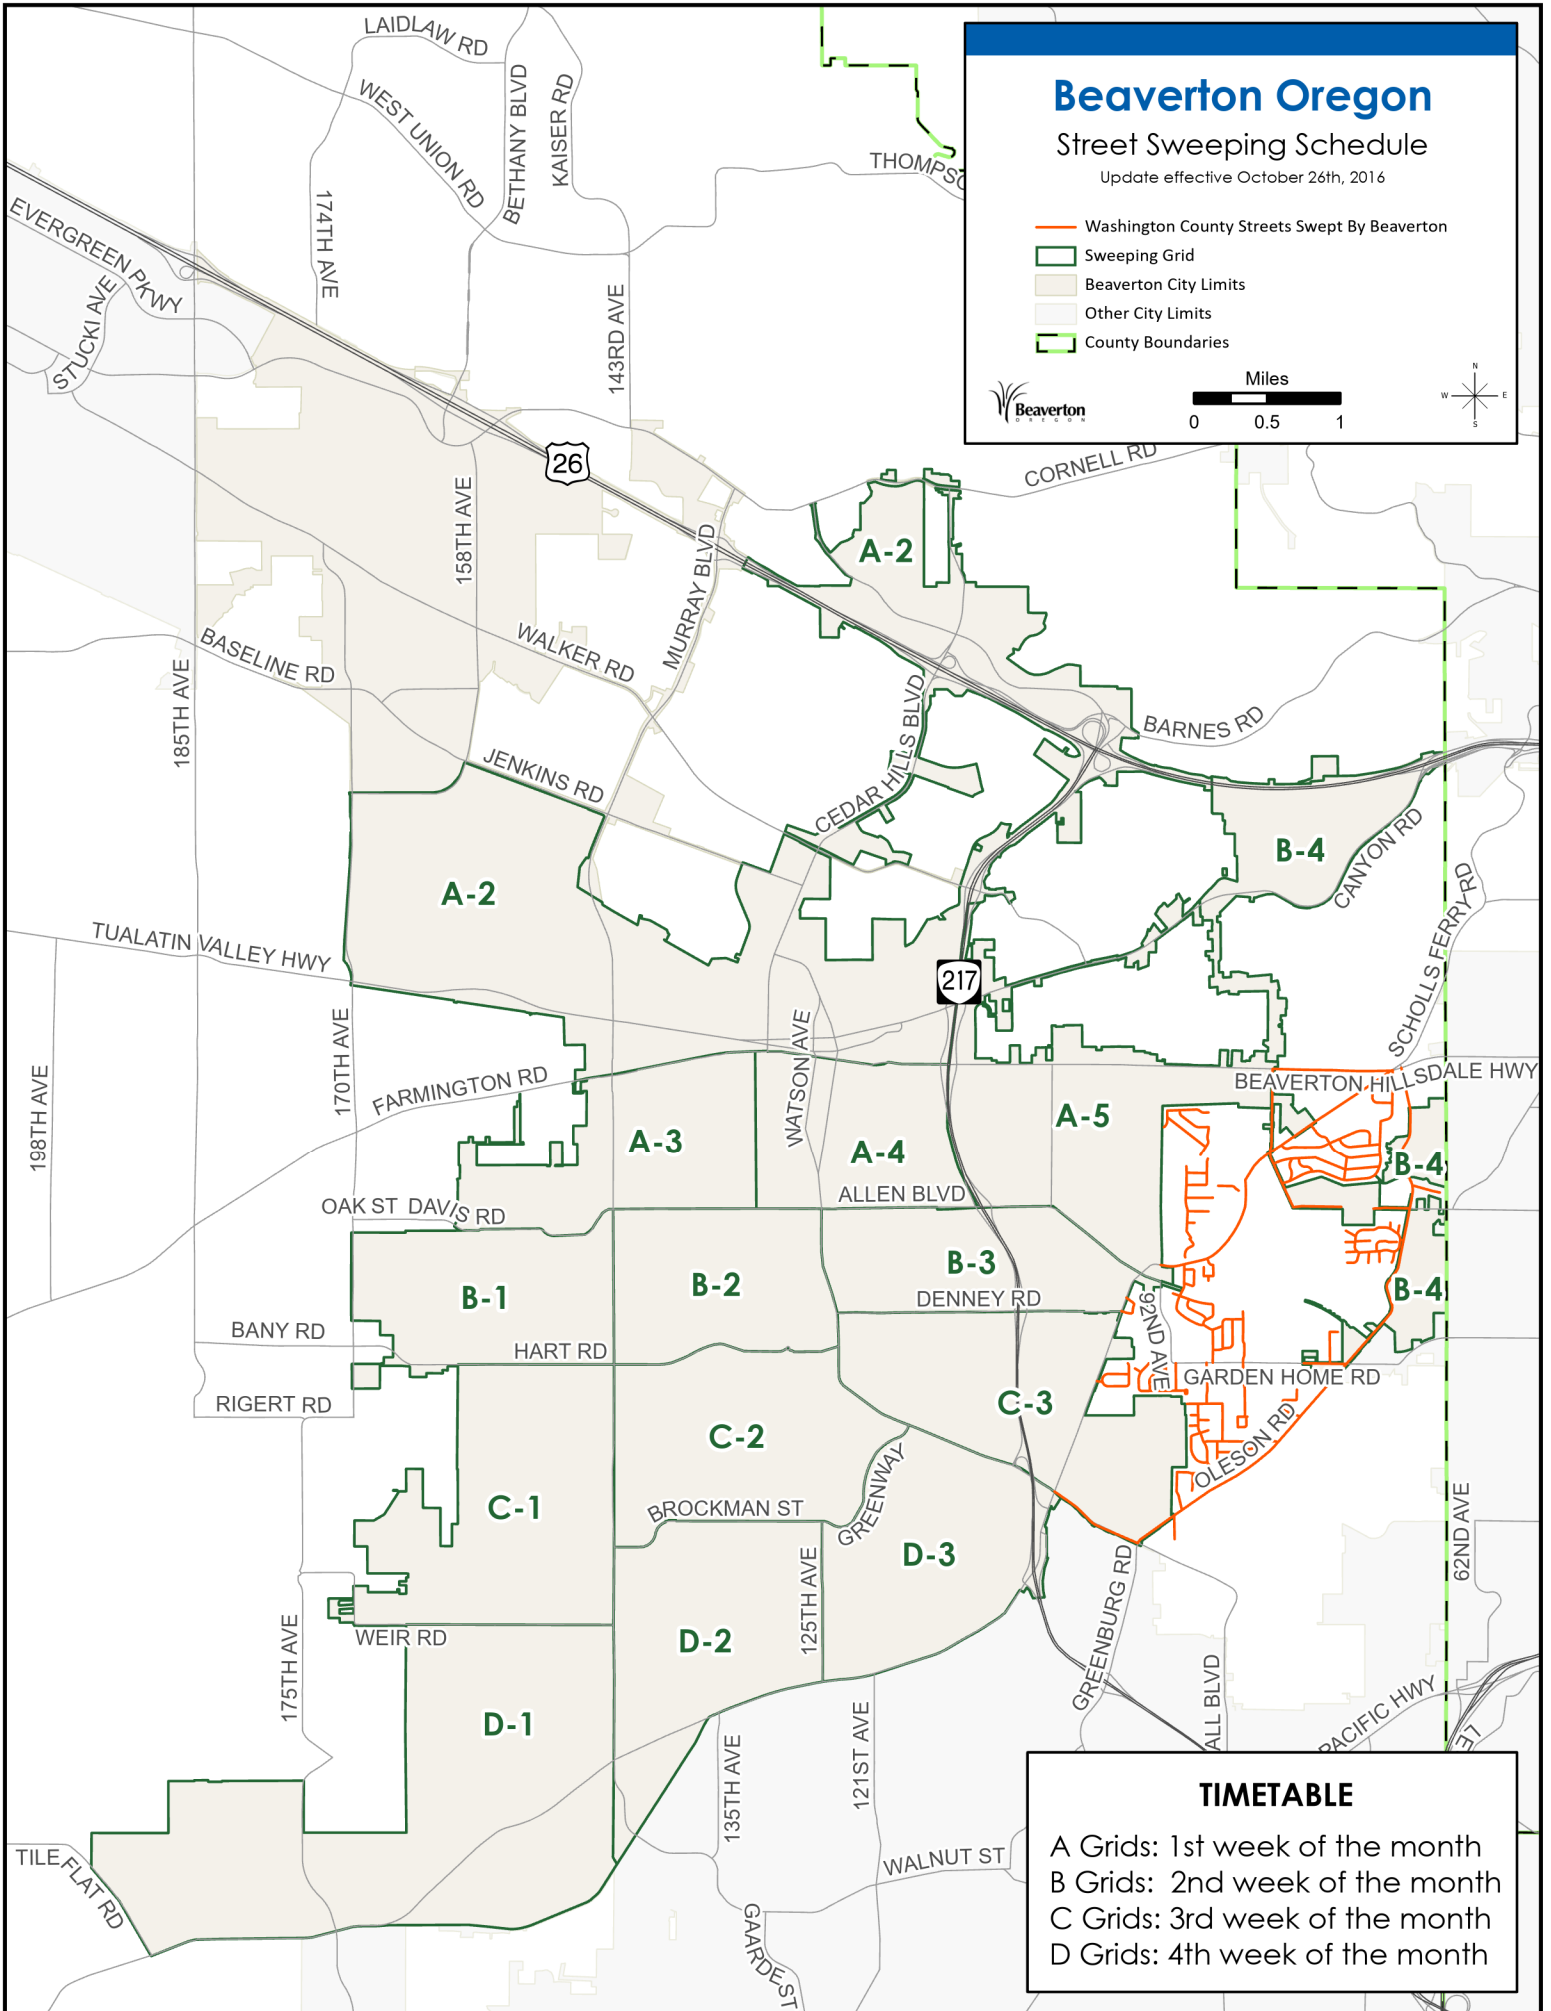 LAIDLAW RD
WEST UNION RD
BETHANY BLVD
KAISER RD
174TH AVE
143RD AVE
EVERGREEN PKWY
STUCKI AVE
THOMPSO
Beaverton Oregon
Street Sweeping Schedule
Update effective October 26th, 2016
Washington County Streets Swept By Beaverton
Sweeping Grid
Beaverton City Limits
Other City Limits
County Boundaries
Beaverton
OREGON
Miles
0 0.5 1
N
W E
S
26
CORNELL RD
158TH AVE
MURRAY BLVD
A-2
WALKER RD
BASELINE RD
185TH AVE
JENKINS RD
CEDAR HILLS BLVD
BARNES RD
B-4
CANYON RD
A-2
SCHOLLS FERRY RD
TUALATIN VALLEY HWY
217
170TH AVE
198TH AVE
FARMINGTON RD
WATSON AVE
BEAVERTON HILLSDALE HWY
A-3
A-4
A-5
B-4
ALLEN BLVD
OAK ST DAVIS RD
B-1
B-2
B-3
B-4
DENNEY RD
92ND AVE
BANY RD
HART RD
GARDEN HOME RD
RIGERT RD
C-3
C-2
OLESON RD
C-1
BROCKMAN ST
GREENWAY
D-3
62ND AVE
125TH AVE
GREENBURG RD
175TH AVE
WEIR RD
D-2
D-1
ALL BLVD
PACIFIC HWY
LE
135TH AVE
121ST AVE
TILE FLAT RD
WALNUT ST
GAARDE ST
TIMETABLE
A Grids: 1st week of the month
B Grids: 2nd week of the month
C Grids: 3rd week of the month
D Grids: 4th week of the month